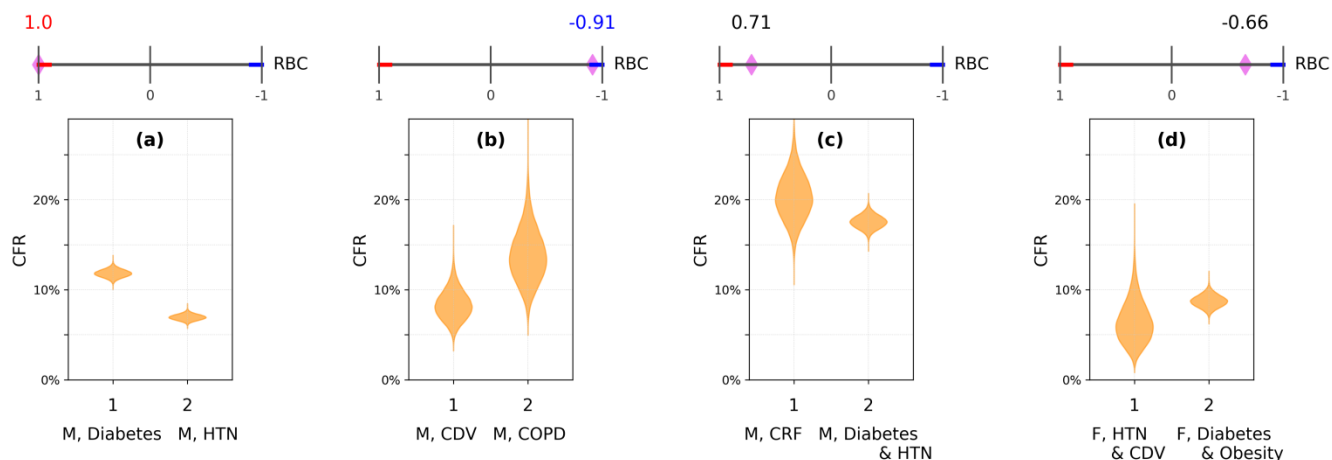 1.0
-0.91
0.71
-0.66
RBC
1 0 -1
RBC
1 0 -1
RBC
1 0 -1
RBC
1 0 -1
(a)
CFR
20%
10%
0%
1 2
M, Diabetes M, HTN
(b)
CFR
20%
10%
0%
1 2
M, CDV M, COPD
(c)
CFR
20%
10%
0%
1 2
M, CRF M, Diabetes
& HTN
(d)
CFR
20%
10%
0%
1 2
F, HTN F, Diabetes
& CDV & Obesity